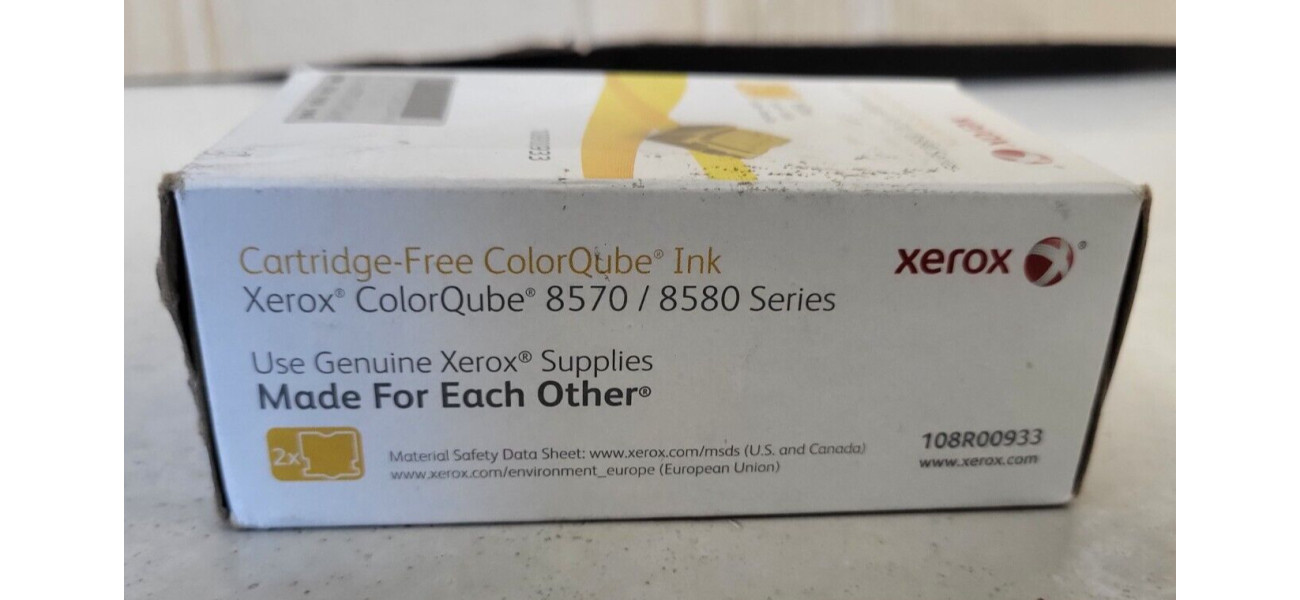 Cartridge-Free ColorQube® Ink
Xerox® ColorQube® 8570 / 8580 Series
xerox ®
Use Genuine Xerox® Supplies
Made For Each Other®
2x
Material Safety Data Sheet: www.xerox.com/msds (U.S. and Canada)
www.xerox.com/environment_europe (European Union)
108R00933
www.xerox.com
xerox